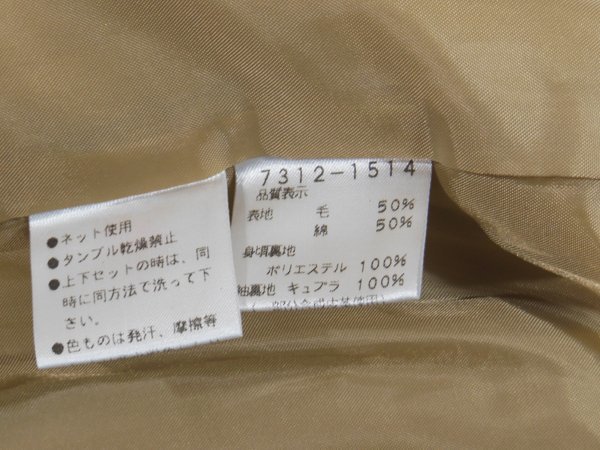 ●ネット使用
●タンブル乾燥禁止
●上下セットの時は、同
時に同方法で洗って下
さい。
●色ものは発汗、摩擦等
7312-1514
品質表示
表地 毛 50%
綿 50%
身頃裏地
ポリエステル 100%
袖裏地 キュプラ 100%